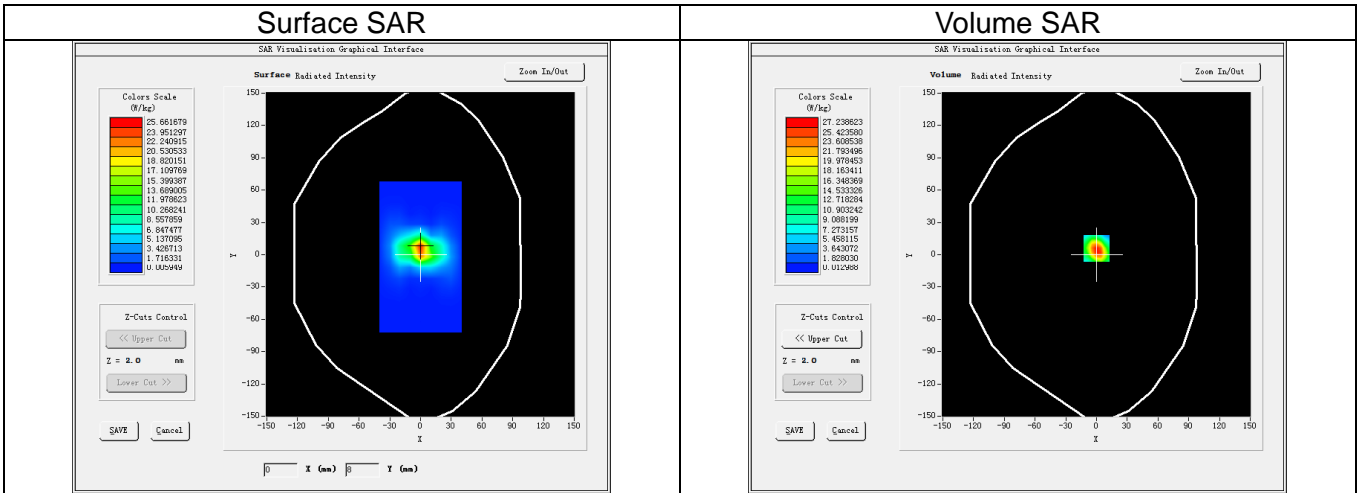 Surface SAR
SAR Visualisation Graphical Interface
Surface Radiated Intensity
Zoom In/Out
Colors Scale
(W/kg)
25.661679
23.951297
22.240915
20.530533
18.820151
17.109769
15.399387
13.689005
11.978623
10.268241
8.557859
6.847477
5.137095
3.426713
1.716331
0.005949
Z-Cuts Control
<< Upper Cut
Z = 2.0 mm
Lower Cut >>
SAVE Cancel
150
120
90
60
30
0
-30
-60
-90
-120
-150
Y
-150 -120 -90 -60 -30 0 30 60 90 120 150
X
0 X (mm) 8 Y (mm)
Volume SAR
SAR Visualisation Graphical Interface
Volume Radiated Intensity
Zoom In/Out
Colors Scale
(W/kg)
27.238623
25.423580
23.608538
21.793496
19.978453
18.163411
16.348369
14.533326
12.718284
10.903242
9.088199
7.273157
5.458115
3.643072
1.828030
0.012988
Z-Cuts Control
<< Upper Cut
Z = 2.0 mm
Lower Cut >>
SAVE Cancel
150
120
90
60
30
0
-30
-60
-90
-120
-150
Y
-150 -120 -90 -60 -30 0 30 60 90 120 150
X